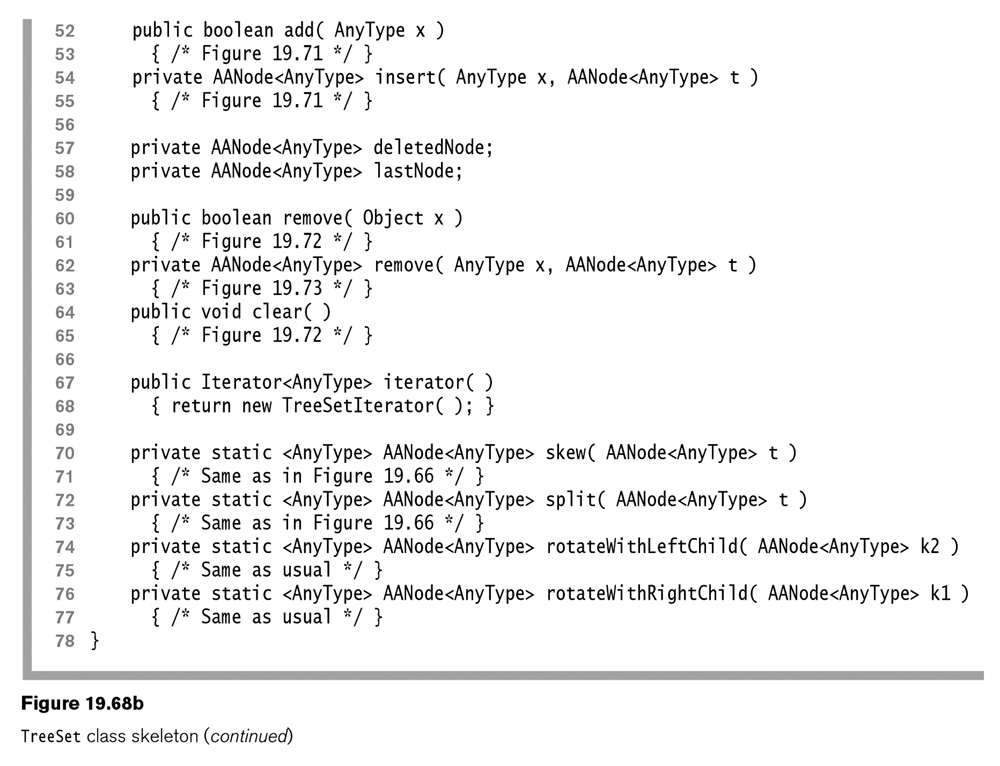 52 public boolean add( AnyType x )
53 { /* Figure 19.71 */ }
54 private AANode<AnyType> insert( AnyType x, AANode<AnyType> t )
55 { /* Figure 19.71 */ }
56
57 private AANode<AnyType> deletedNode;
58 private AANode<AnyType> lastNode;
59
60 public boolean remove( Object x )
61 { /* Figure 19.72 */ }
62 private AANode<AnyType> remove( AnyType x, AANode<AnyType> t )
63 { /* Figure 19.73 */ }
64 public void clear( )
65 { /* Figure 19.72 */ }
66
67 public Iterator<AnyType> iterator( )
68 { return new TreeSetIterator( ); }
69
70 private static <AnyType> AANode<AnyType> skew( AANode<AnyType> t )
71 { /* Same as in Figure 19.66 */ }
72 private static <AnyType> AANode<AnyType> split( AANode<AnyType> t )
73 { /* Same as in Figure 19.66 */ }
74 private static <AnyType> AANode<AnyType> rotateWithLeftChild( AANode<AnyType> k2 )
75 { /* Same as usual */ }
76 private static <AnyType> AANode<AnyType> rotateWithRightChild( AANode<AnyType> k1 )
77 { /* Same as usual */ }
78 }
Figure 19.68b
TreeSet class skeleton (continued)